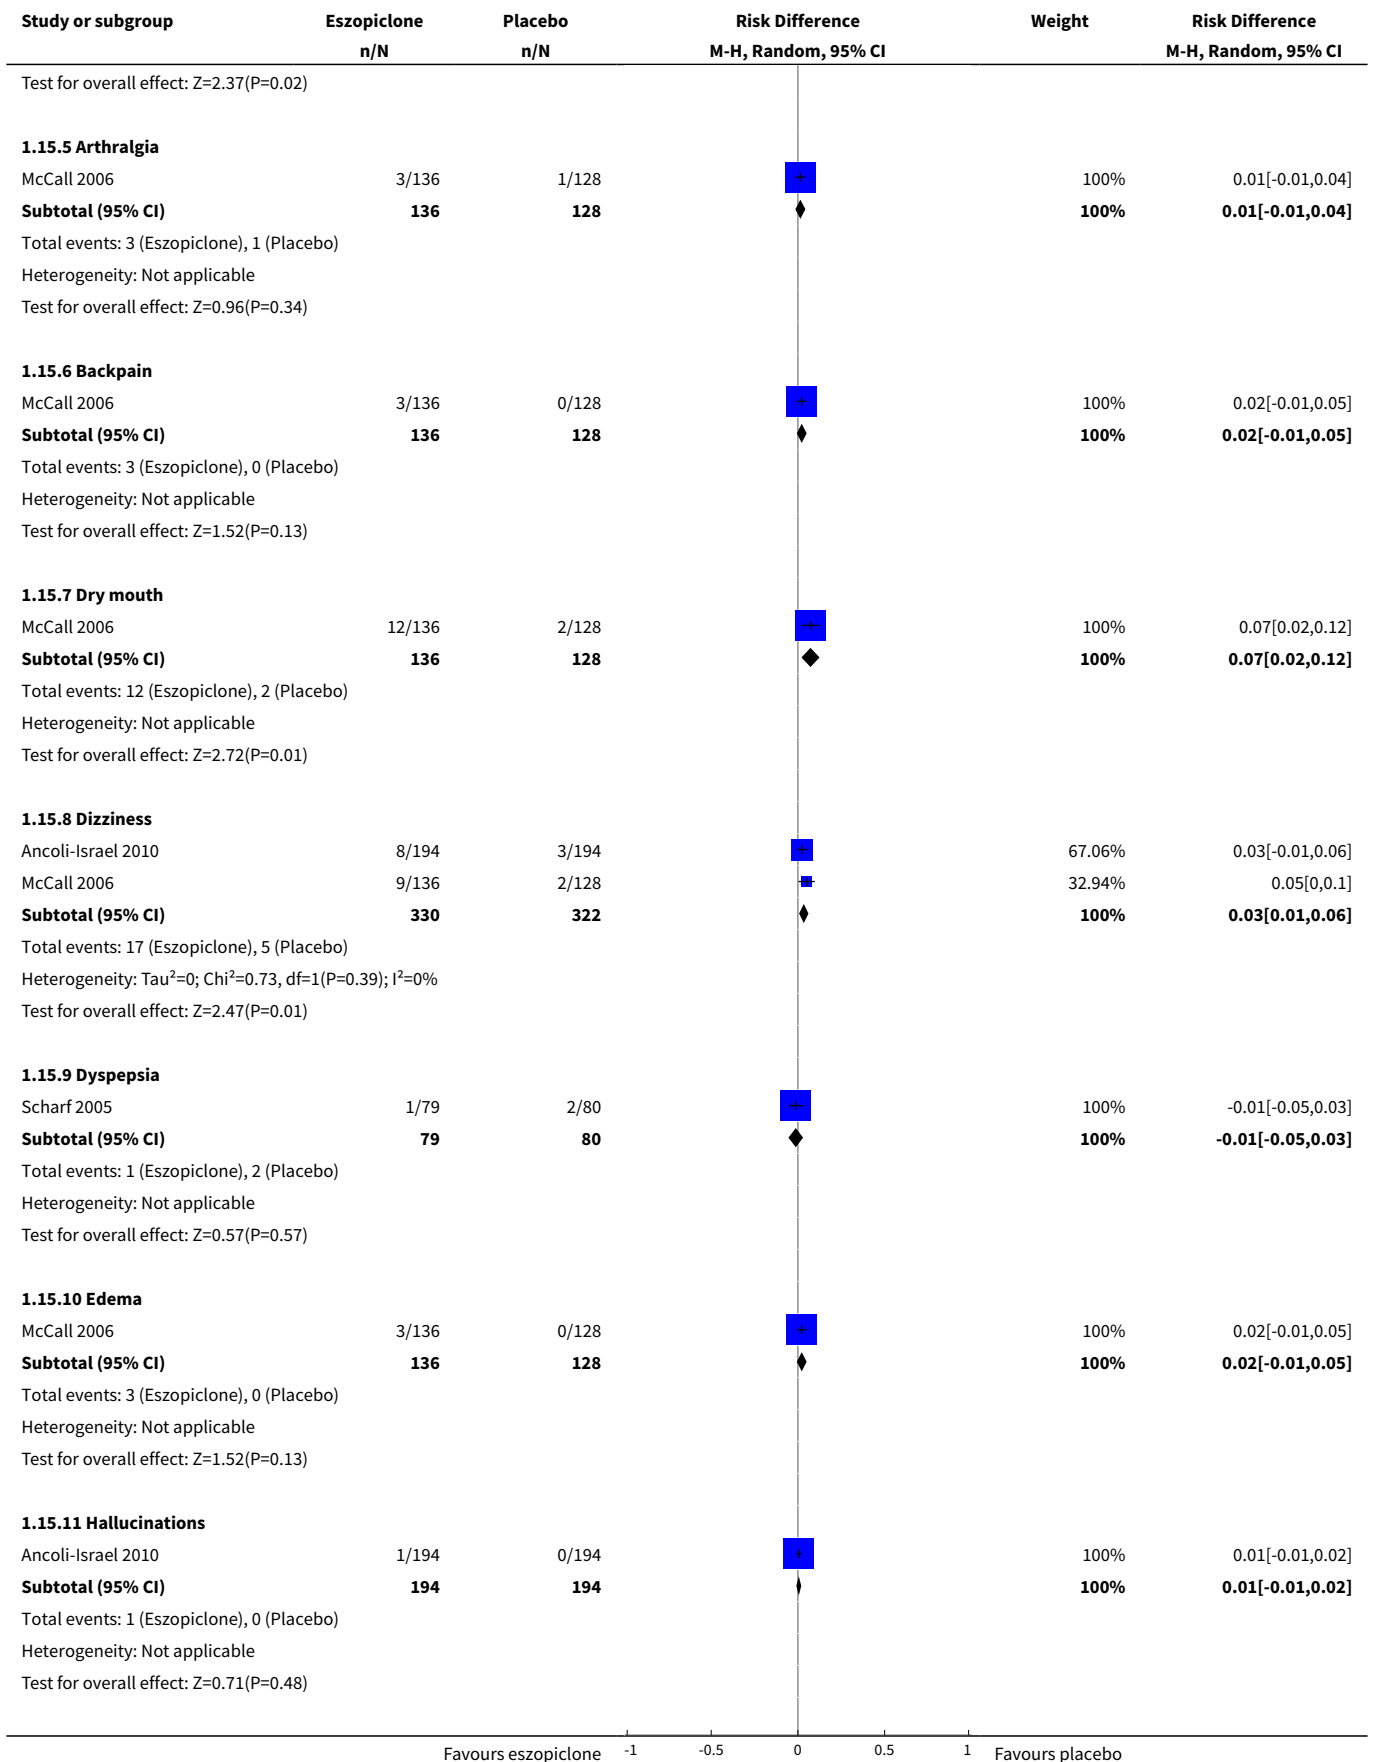 Study or subgroup Eszopiclone Placebo Risk Difference Weight Risk Difference
n/N n/N M-H, Random, 95% CI M-H, Random, 95% CI
Test for overall effect: Z=2.37(P=0.02)
1.15.5 Arthralgia
McCall 2006 3/136 1/128 100% 0.01[-0.01,0.04]
Subtotal (95% CI) 136 128 100% 0.01[-0.01,0.04]
Total events: 3 (Eszopiclone), 1 (Placebo)
Heterogeneity: Not applicable
Test for overall effect: Z=0.96(P=0.34)
1.15.6 Backpain
McCall 2006 3/136 0/128 100% 0.02[-0.01,0.05]
Subtotal (95% CI) 136 128 100% 0.02[-0.01,0.05]
Total events: 3 (Eszopiclone), 0 (Placebo)
Heterogeneity: Not applicable
Test for overall effect: Z=1.52(P=0.13)
1.15.7 Dry mouth
McCall 2006 12/136 2/128 100% 0.07[0.02,0.12]
Subtotal (95% CI) 136 128 100% 0.07[0.02,0.12]
Total events: 12 (Eszopiclone), 2 (Placebo)
Heterogeneity: Not applicable
Test for overall effect: Z=2.72(P=0.01)
1.15.8 Dizziness
Ancoli-Israel 2010 8/194 3/194 67.06% 0.03[-0.01,0.06]
McCall 2006 9/136 2/128 32.94% 0.05[0,0.1]
Subtotal (95% CI) 330 322 100% 0.03[0.01,0.06]
Total events: 17 (Eszopiclone), 5 (Placebo)
Heterogeneity: Tau²=0; Chi²=0.73, df=1(P=0.39); I²=0%
Test for overall effect: Z=2.47(P=0.01)
1.15.9 Dyspepsia
Scharf 2005 1/79 2/80 100% -0.01[-0.05,0.03]
Subtotal (95% CI) 79 80 100% -0.01[-0.05,0.03]
Total events: 1 (Eszopiclone), 2 (Placebo)
Heterogeneity: Not applicable
Test for overall effect: Z=0.57(P=0.57)
1.15.10 Edema
McCall 2006 3/136 0/128 100% 0.02[-0.01,0.05]
Subtotal (95% CI) 136 128 100% 0.02[-0.01,0.05]
Total events: 3 (Eszopiclone), 0 (Placebo)
Heterogeneity: Not applicable
Test for overall effect: Z=1.52(P=0.13)
1.15.11 Hallucinations
Ancoli-Israel 2010 1/194 0/194 100% 0.01[-0.01,0.02]
Subtotal (95% CI) 194 194 100% 0.01[-0.01,0.02]
Total events: 1 (Eszopiclone), 0 (Placebo)
Heterogeneity: Not applicable
Test for overall effect: Z=0.71(P=0.48)
Favours eszopiclone -1 -0.5 0 0.5 1 Favours placebo